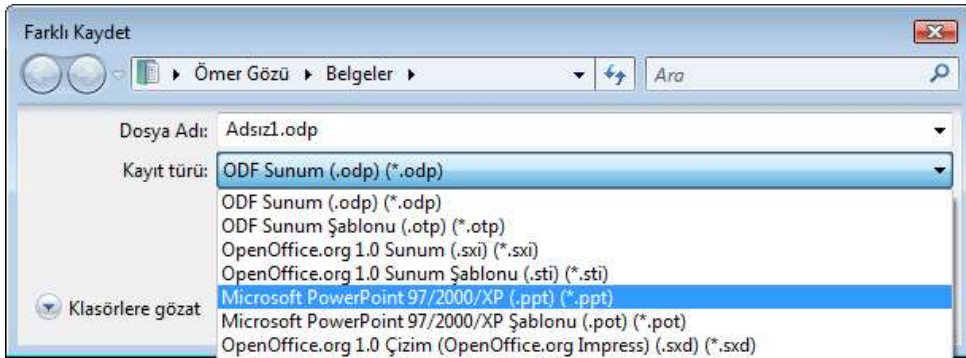 Farklı Kaydet
Ömer Gözü Belgeler Ara
Dosya Adı: Adsız1.odp
Kayıt türü: ODF Sunum (.odp) (*.odp)
ODF Sunum (.odp) (*.odp)
ODF Sunum Şablonu (.otp) (*.otp)
OpenOffice.org 1.0 Sunum (.sxi) (*.sxi)
OpenOffice.org 1.0 Sunum Şablonu (.sti) (*.sti)
Microsoft PowerPoint 97/2000/XP (.ppt) (*.ppt)
Klasörlere gözat
Microsoft PowerPoint 97/2000/XP Şablonu (.pot) (*.pot)
OpenOffice.org 1.0 Çizim (OpenOffice.org Impress) (.sxd) (*.sxd)